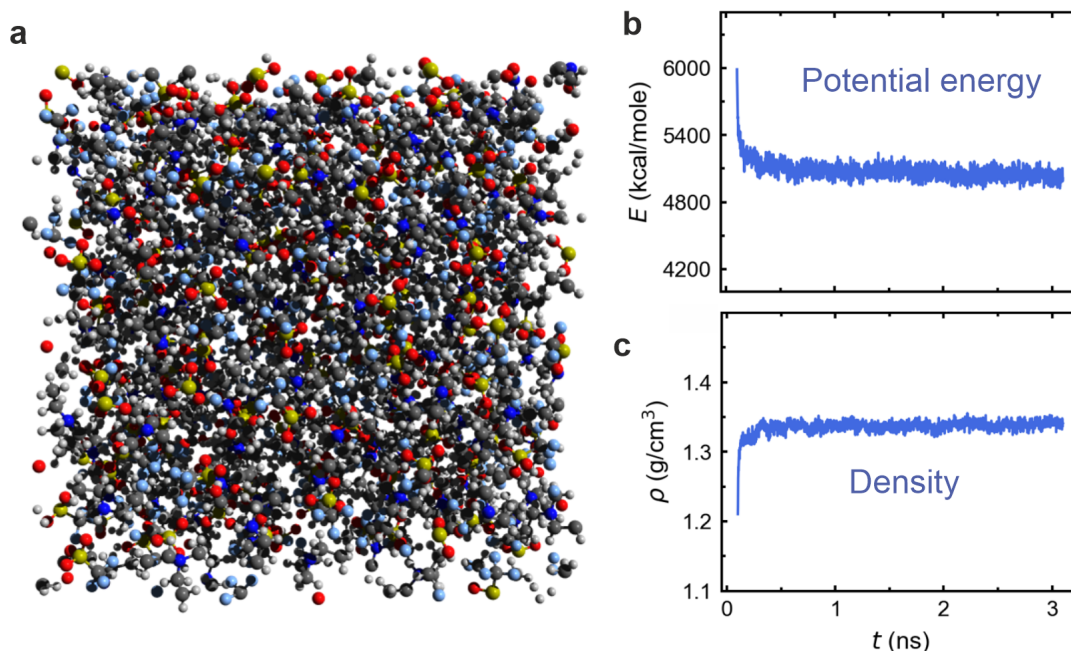 a
b
Potential energy
E (kcal/mole)
6000
5400
4800
4200
c
Density
ρ (g/cm³)
1.4
1.3
1.2
1.1
0
1
2
3
t (ns)